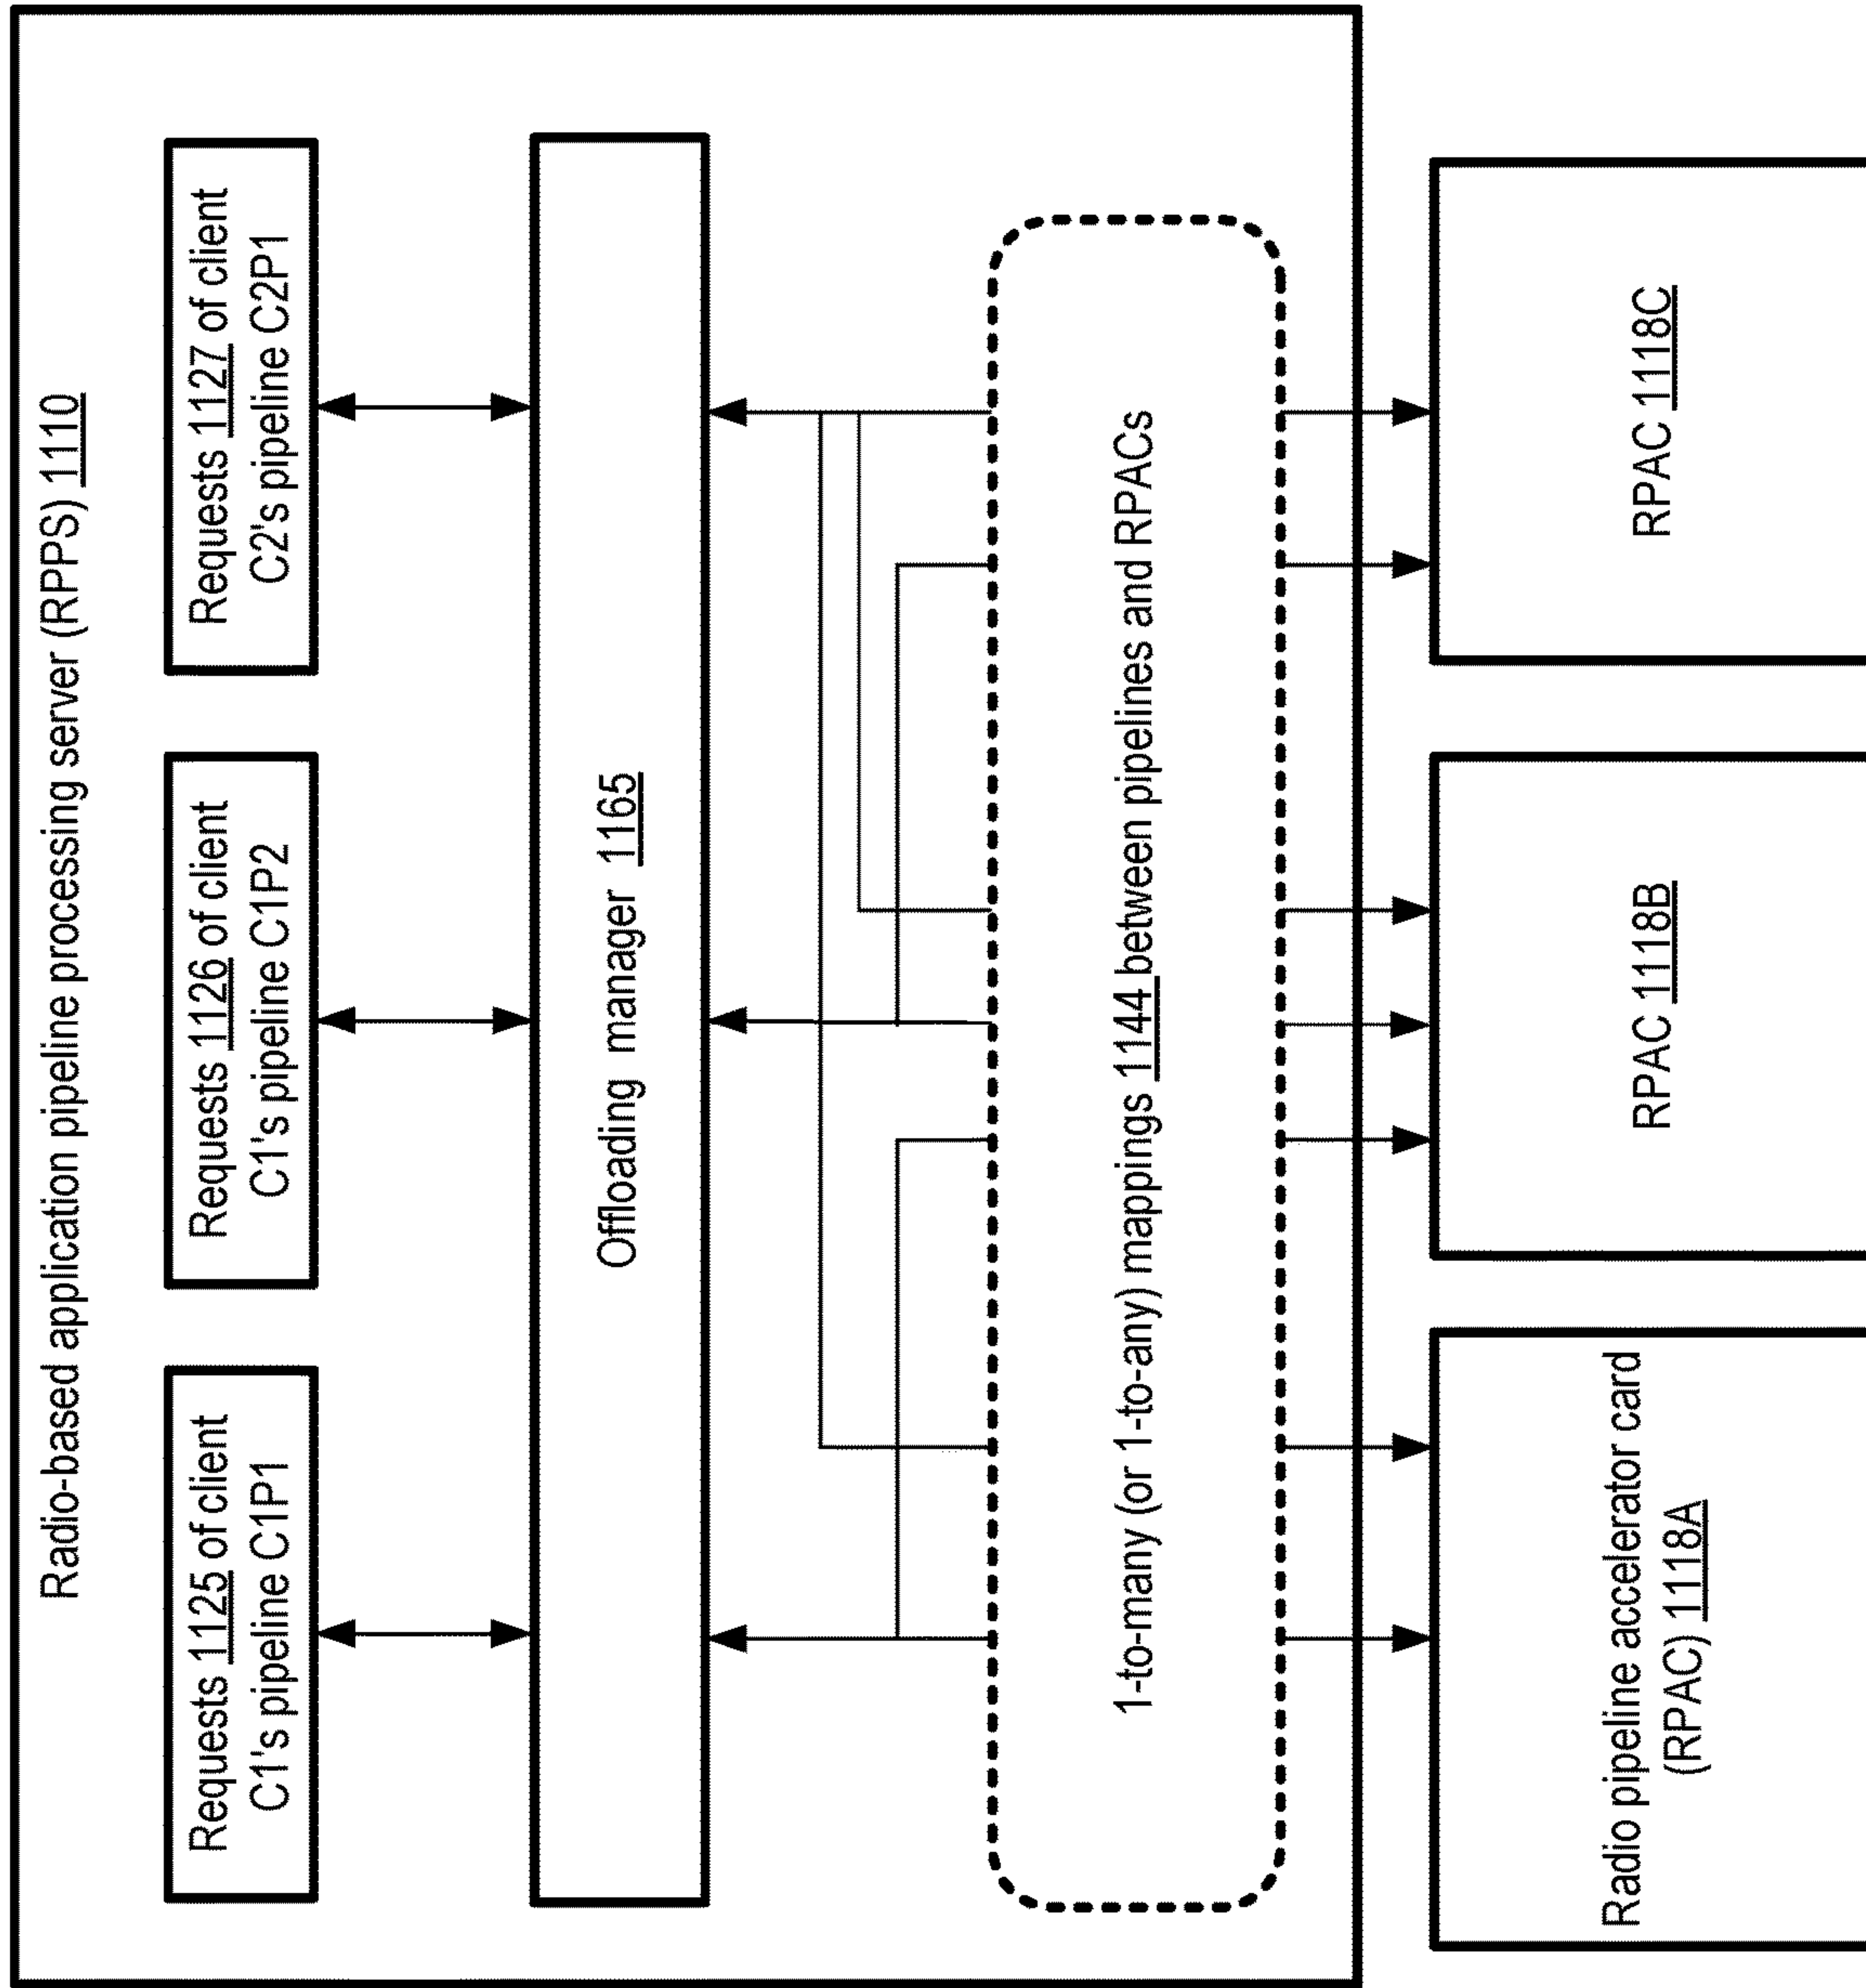 Radio-based application pipeline processing server (RPPS) 1110
Requests 1125 of client
C1's pipeline C1P1
Requests 1126 of client
C1's pipeline C1P2
Requests 1127 of client
C2's pipeline C2P1
Offloading manager 1165
1-to-many (or 1-to-any) mappings 1144 between pipelines and RPACs
Radio pipeline accelerator card
(RPAC) 1118A
RPAC 1118B
RPAC 1118C